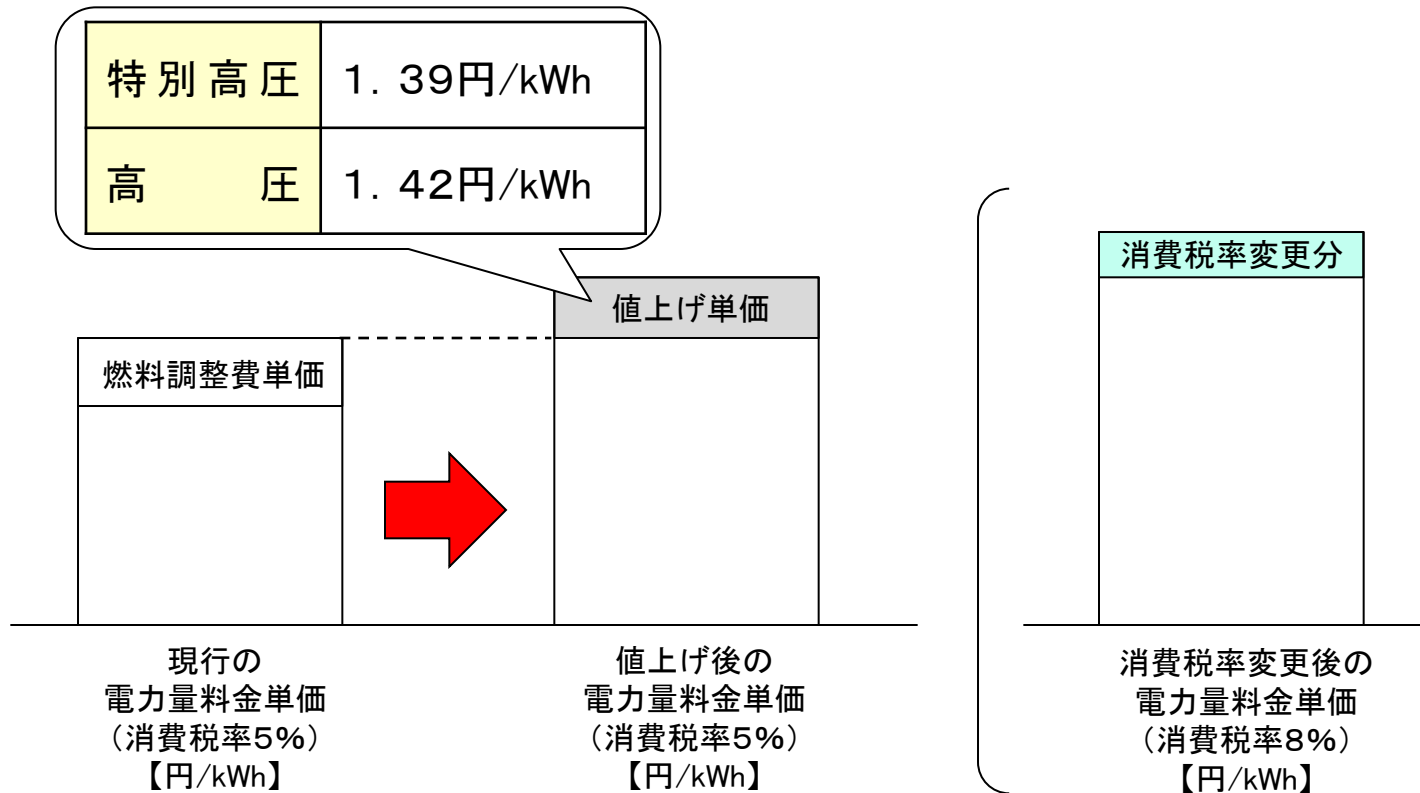 特別高圧 1．39円/kWh
高圧 1．42円/kWh
消費税率変更分
値上げ単価
燃料調整費単価
現行の
電力量料金単価
（消費税率5%）
【円/kWh】
値上げ後の
電力量料金単価
（消費税率5%）
【円/kWh】
消費税率変更後の
電力量料金単価
（消費税率8%）
【円/kWh】